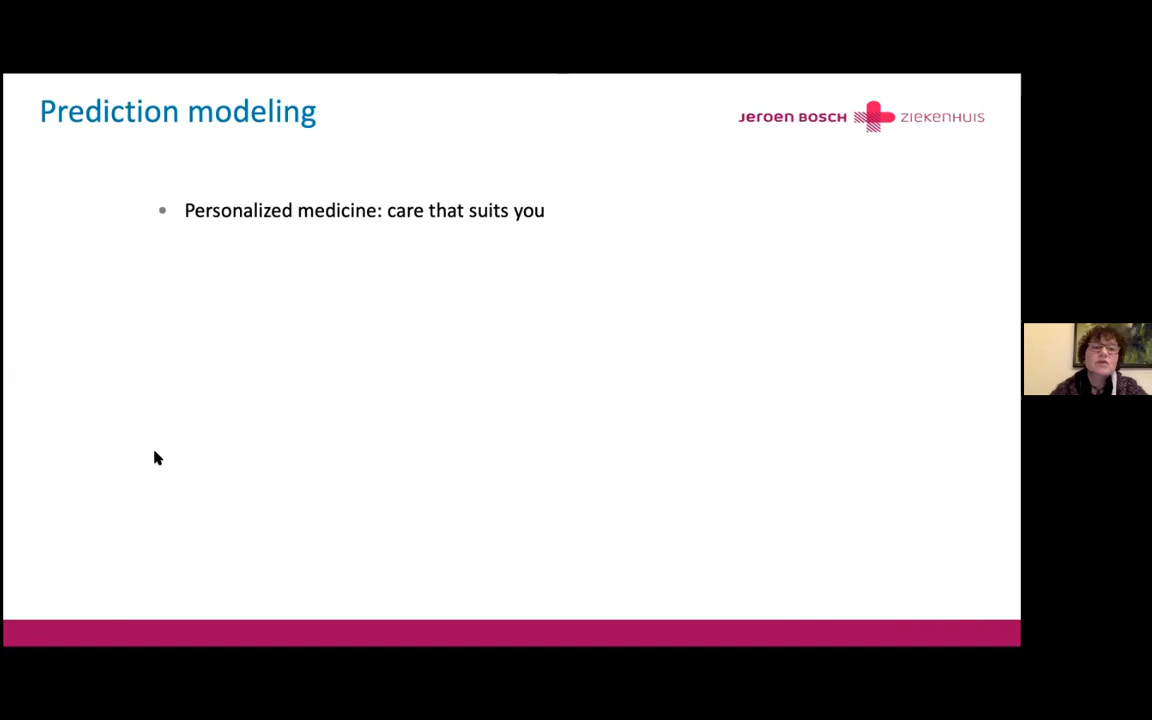 Prediction modeling
Jeroen Bosch ZIEKENHUIS
Personalized medicine: care that suits you